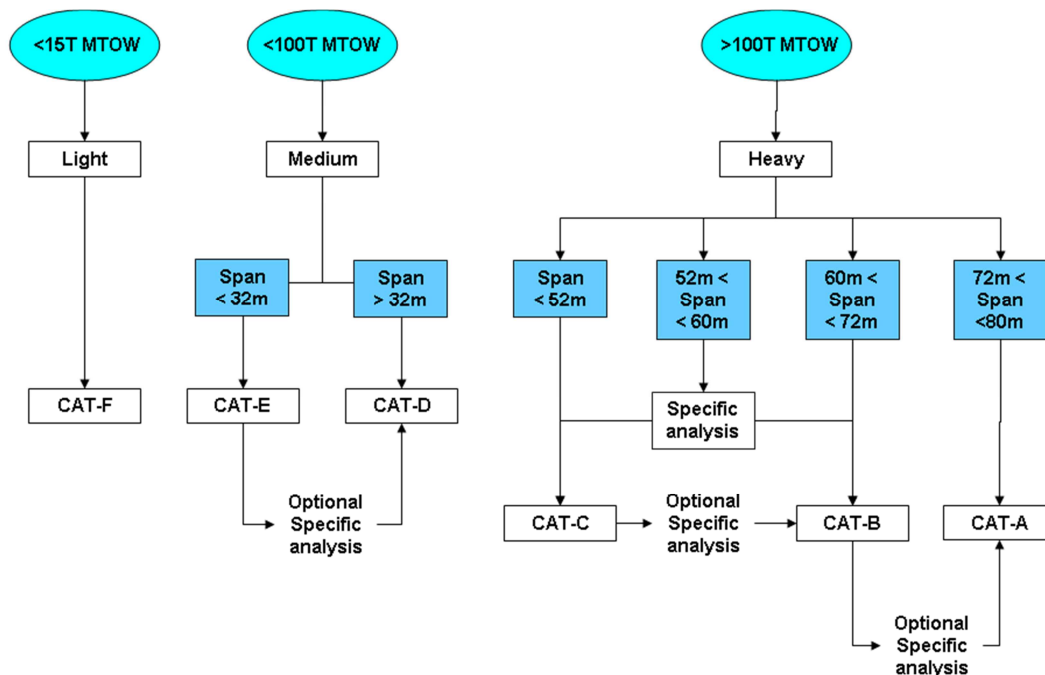 <15T MTOW
<100T MTOW
>100T MTOW
Light
Medium
Heavy
Span
< 32m
Span
> 32m
Span
< 52m
52m <
Span
< 60m
60m <
Span
< 72m
72m <
Span
<80m
CAT-F
CAT-E
CAT-D
Specific
analysis
Optional
Specific
analysis
CAT-C
Optional
Specific
analysis
CAT-B
CAT-A
Optional
Specific
analysis